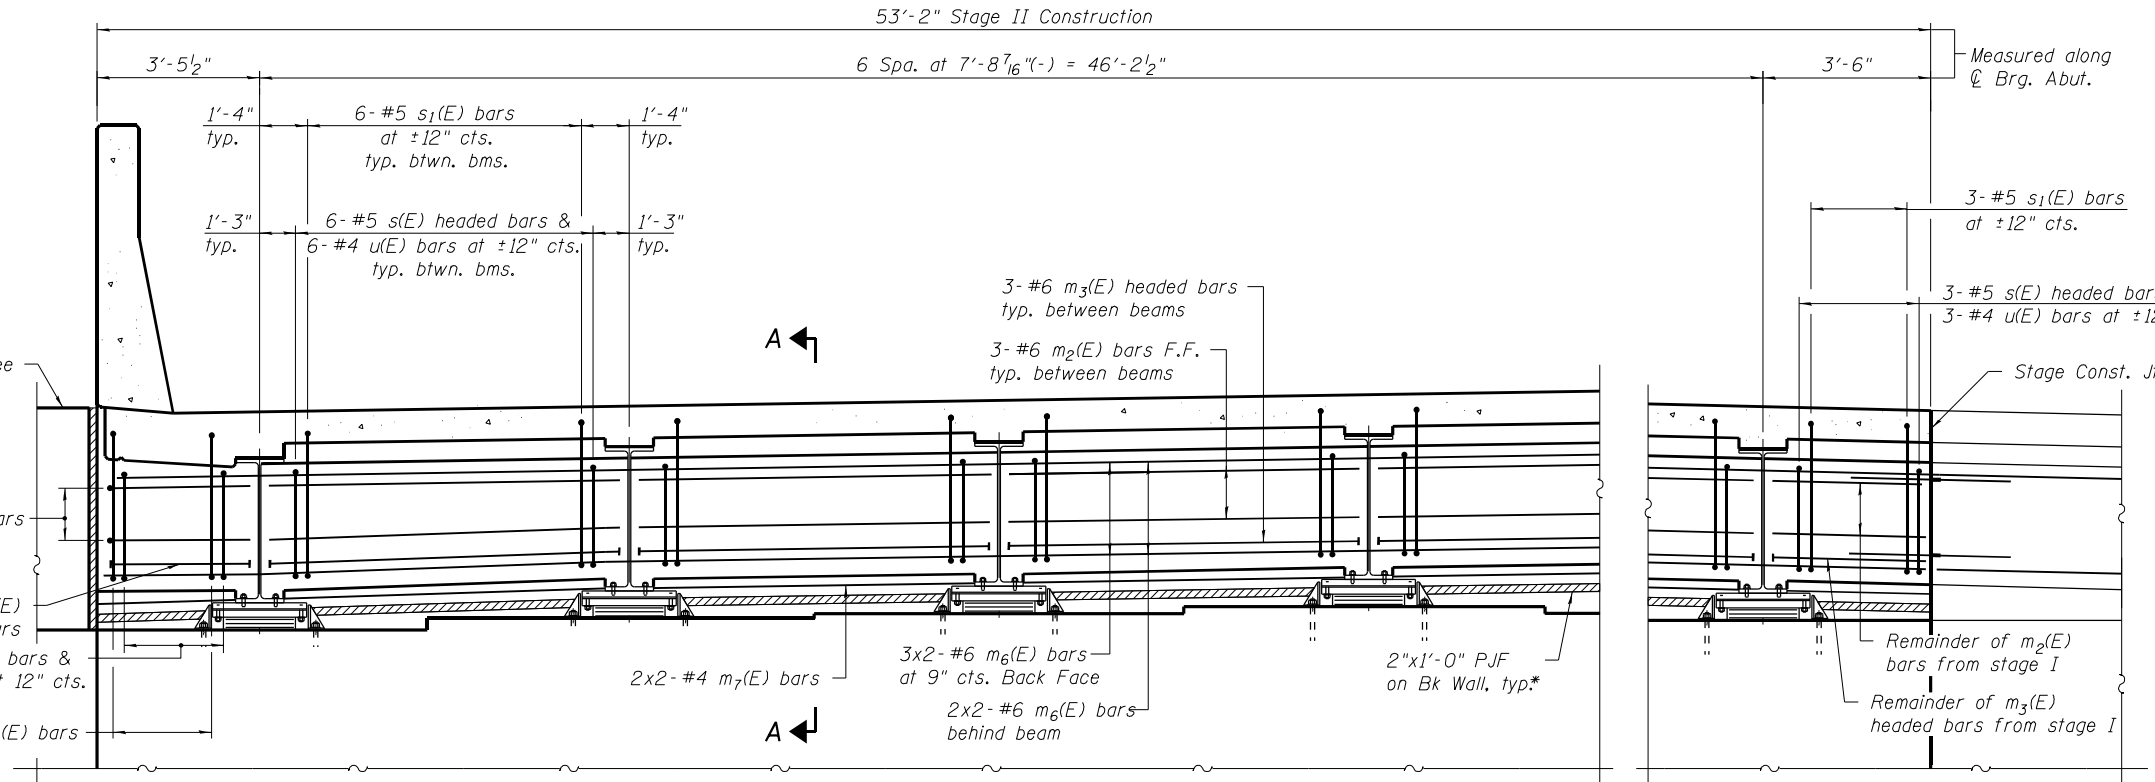 53'-2" Stage II Construction
3'-5½"
6 Spa. at 7'-8 7/16"(-) = 46'-2½"
3'-6"
Measured along
℄ Brg. Abut.
1'-4"
typ.
6-#5 s1(E) bars
at ±12" cts.
typ. btwn. bms.
1'-4"
typ.
3-#5 s1(E) bars
at ±12" cts.
1'-3"
typ.
6-#5 s(E) headed bars &
6-#4 u(E) bars at ±12" cts.
typ. btwn. bms.
1'-3"
typ.
3-#6 m3(E) headed bars
typ. between beams
3-#5 s(E) headed bar
3-#4 u(E) bars at ±12
A
3-#6 m2(E) bars F.F.
typ. between beams
Stage Const. J
bars &
12" cts.
(E) bars
2x2-#4 m7(E) bars
3x2-#6 m6(E) bars
at 9" cts. Back Face
2x2-#6 m6(E) bars
behind beam
2"x1'-0" PJF
on Bk Wall, typ.*
Remainder of m2(E)
bars from stage I
Remainder of m3(E)
headed bars from stage I
A